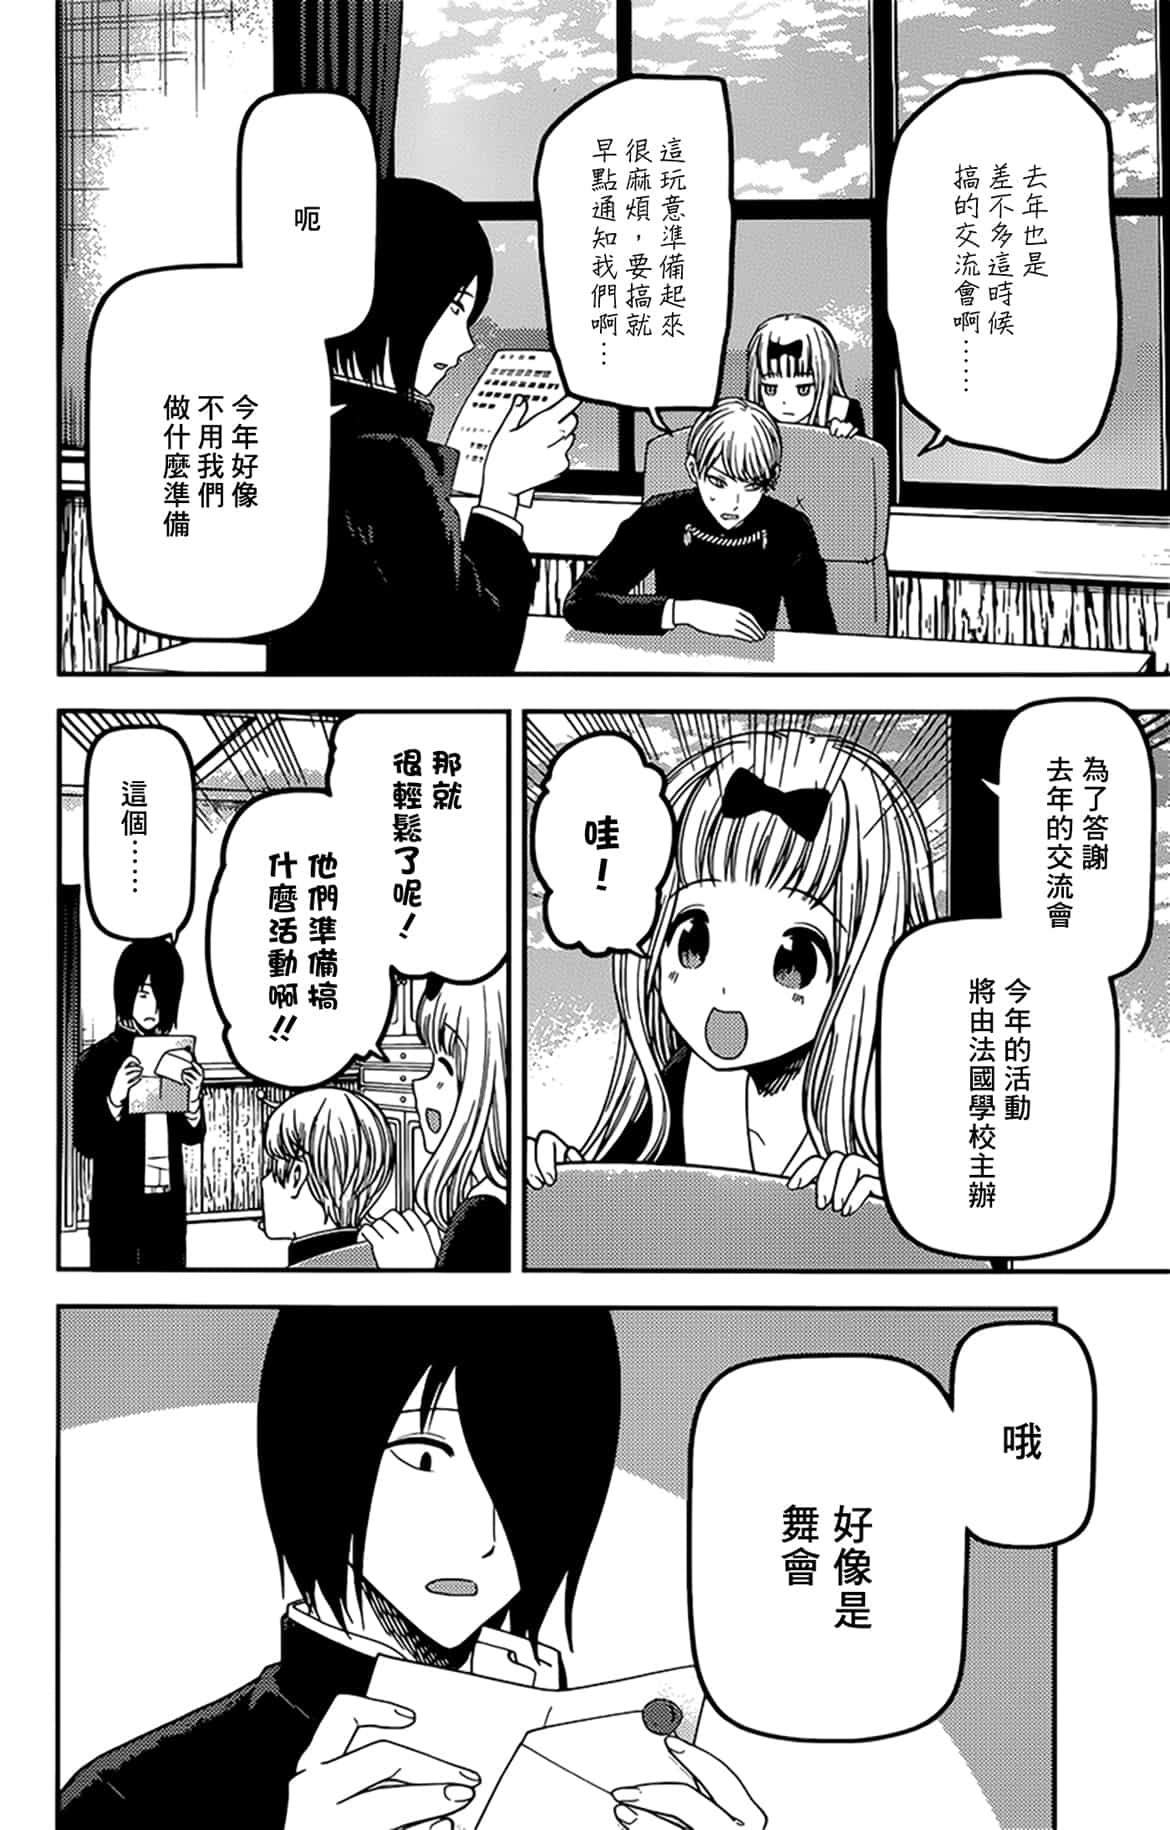 去年也是
差不多這時候
搞的交流會啊……
這玩意準備起來
很麻煩，要搞就
早點通知我們啊…
呃
今年好像
不用我們
做什麼準備
為了答謝
去年的交流會
今年的活動
將由法國學校主辦
哇！
那就
很輕鬆了呢！
他們準備搞
什麼活動啊!!
這個……
哦
好像是
舞會